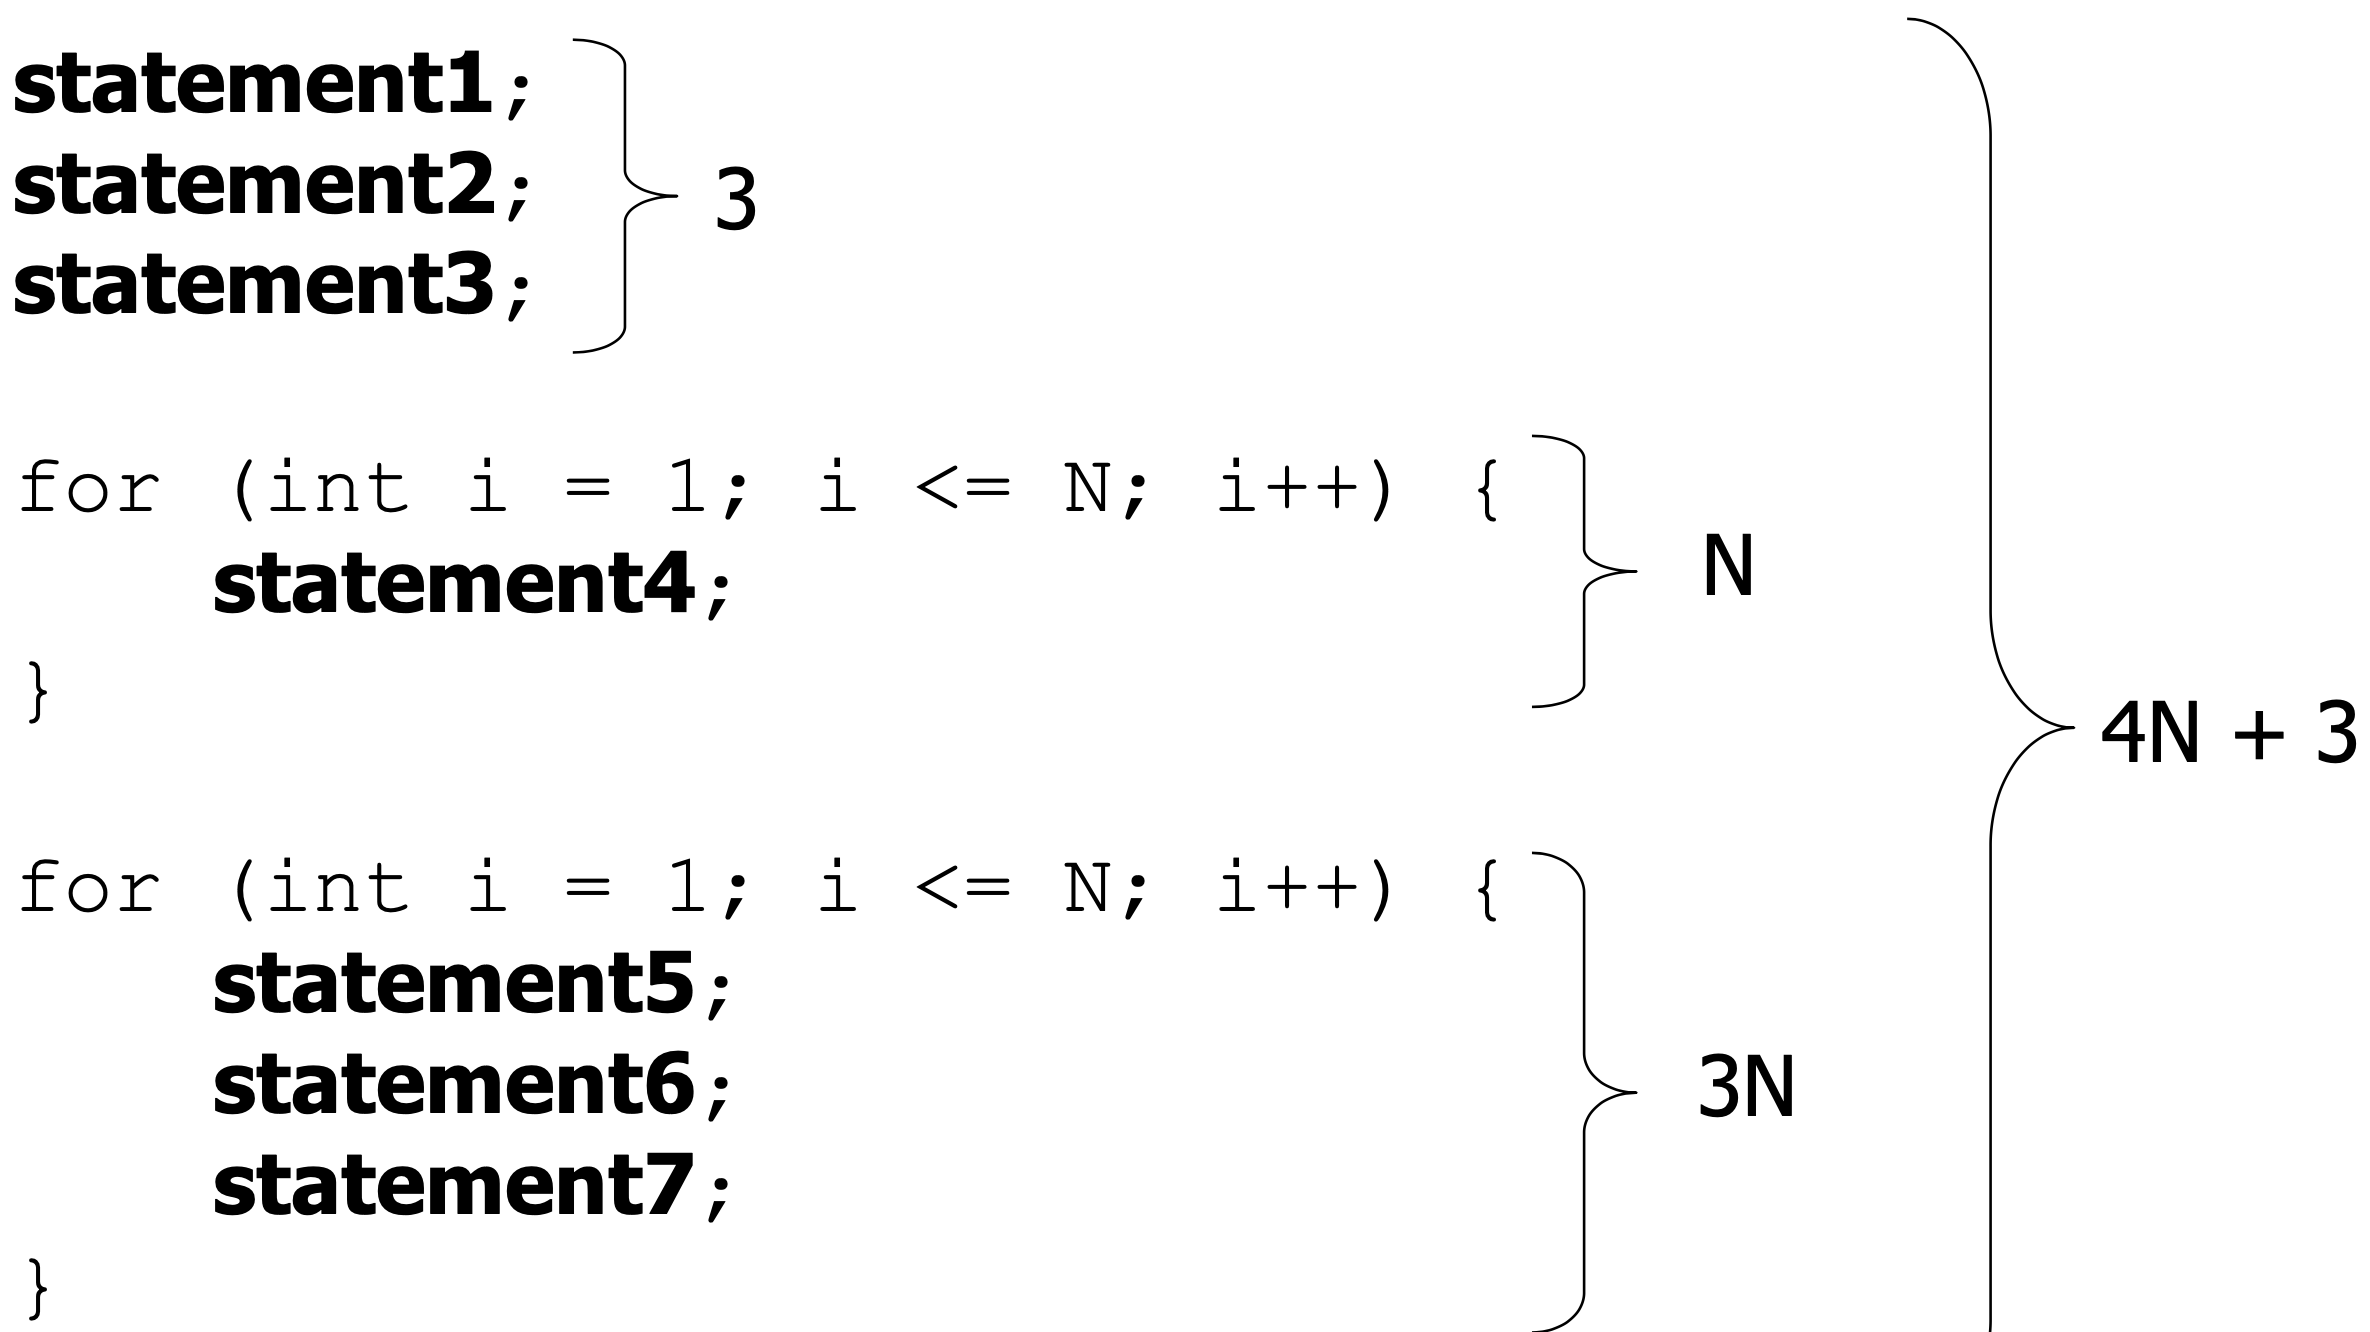 statement1;
statement2;
statement3;
3
for (int i = 1; i <= N; i++) {
statement4;
}
N
for (int i = 1; i <= N; i++) {
statement5;
statement6;
statement7;
}
3N
4N + 3